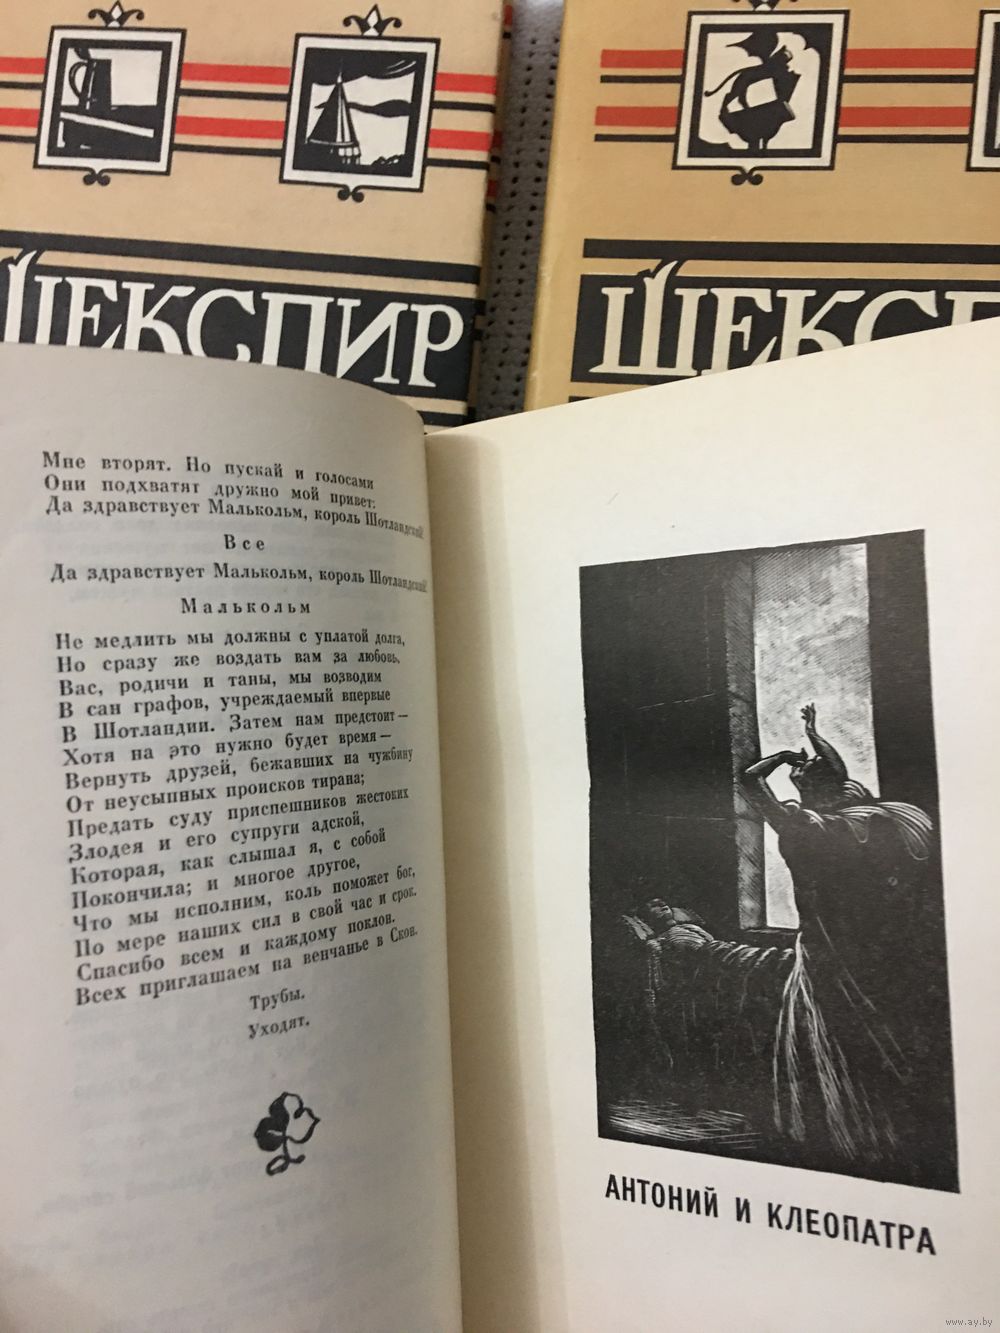 ШЕКСПИР
ШЕКСП
Мне вторят. Но пускай и голосами
Они подхватят дружно мой привет:
Да здравствует Малькольм, король Шотландский!
Все
Да здравствует Малькольм, король Шотландский!
Малькольм
Не медлить мы должны с уплатой долга,
Но сразу же воздать вам за любовь.
Вас, родичи и таны, мы возводим
В сан графов, учреждаемый впервые
В Шотландии. Затем нам предстоит —
Хотя на это нужно будет время —
Вернуть друзей, бежавших на чужбину
От неусыпных происков тирана;
Предать суду приспешников жестоких
Злодея и его супруги адской,
Которая, как слышал я, с собой
Покончила; и многое другое,
Что мы исполним, коль поможет бог,
По мере наших сил в свой час и срок.
Спасибо всем и каждому поклон.
Всех приглашаем на венчанье в Скон.
Трубы.
Уходят.
АНТОНИЙ И КЛЕОПАТРА
www.ay.by